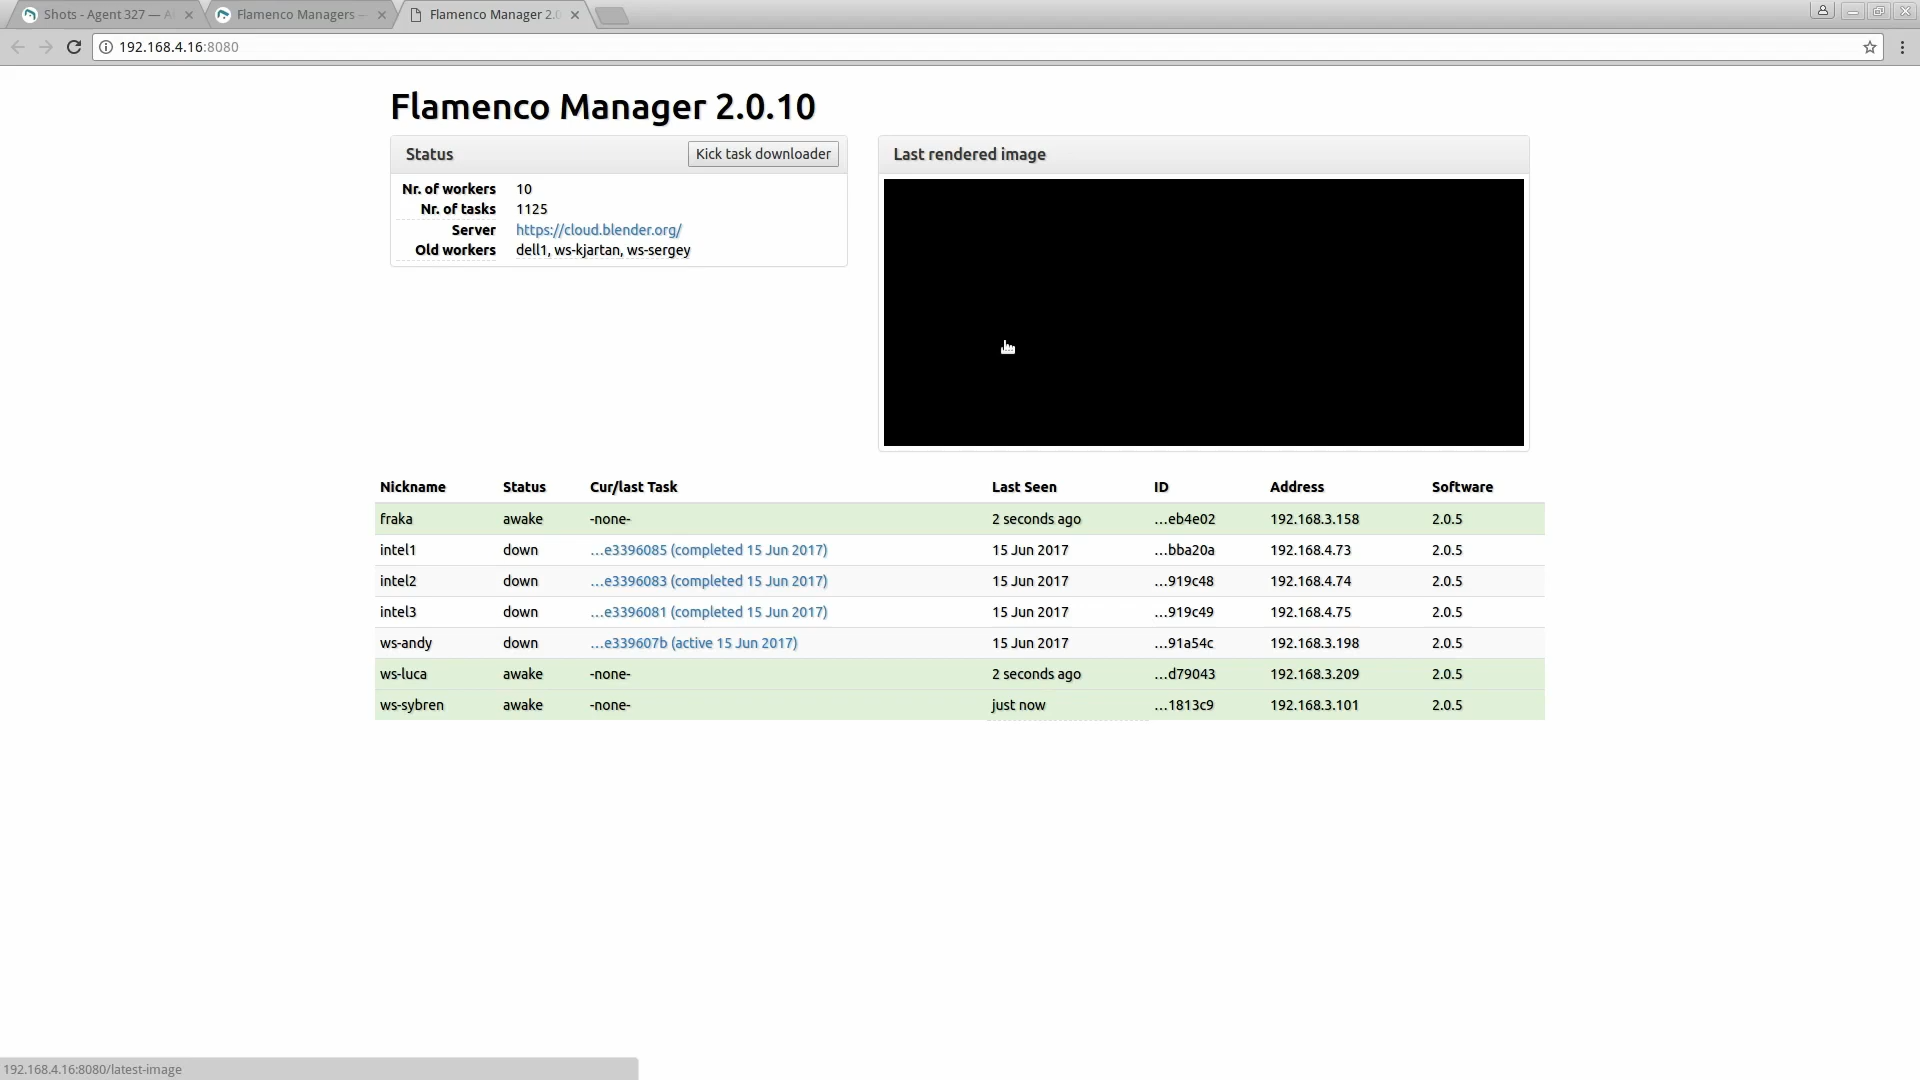 Shots - Agent 327 — A
Flamenco Managers —
Flamenco Manager 2.0
192.168.4.16:8080
Flamenco Manager 2.0.10
Status Kick task downloader
Nr. of workers 10
Nr. of tasks 1125
Server https://cloud.blender.org/
Old workers dell1, ws-kjartan, ws-sergey
Last rendered image
Nickname Status Cur/last Task Last Seen ID Address Software
fraka awake -none- 2 seconds ago …eb4e02 192.168.3.158 2.0.5
intel1 down …e3396085 (completed 15 Jun 2017) 15 Jun 2017 …bba20a 192.168.4.73 2.0.5
intel2 down …e3396083 (completed 15 Jun 2017) 15 Jun 2017 …919c48 192.168.4.74 2.0.5
intel3 down …e3396081 (completed 15 Jun 2017) 15 Jun 2017 …919c49 192.168.4.75 2.0.5
ws-andy down …e339607b (active 15 Jun 2017) 15 Jun 2017 …91a54c 192.168.3.198 2.0.5
ws-luca awake -none- 2 seconds ago …d79043 192.168.3.209 2.0.5
ws-sybren awake -none- just now …1813c9 192.168.3.101 2.0.5
192.168.4.16:8080/latest-image